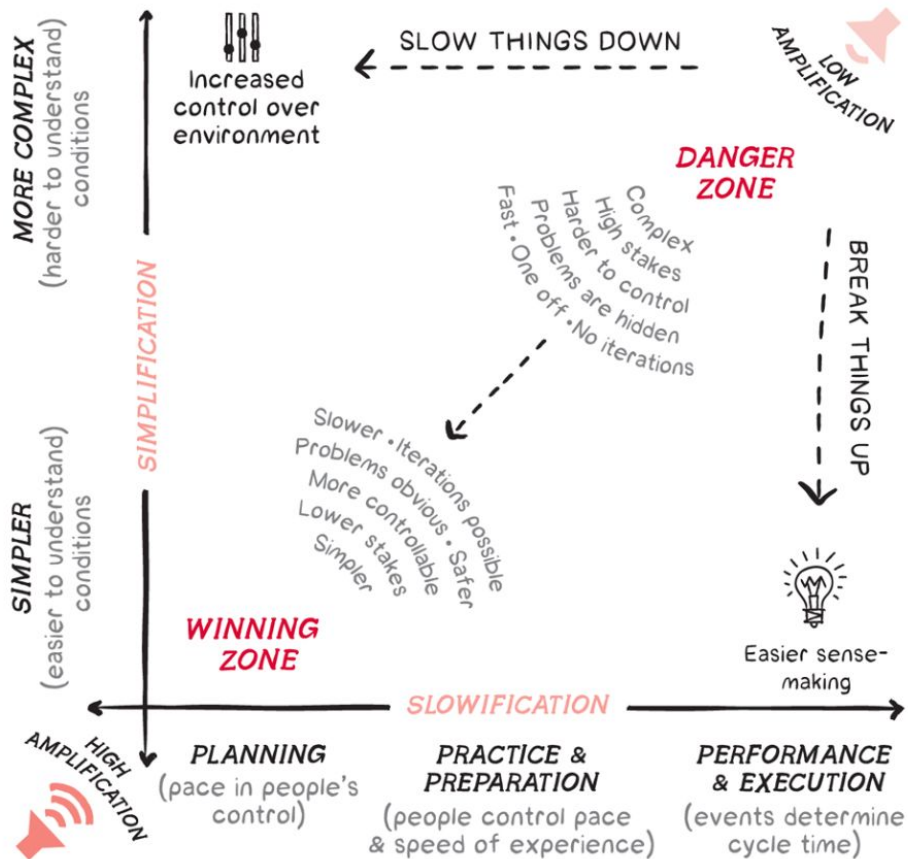 SLOW THINGS DOWN
LOW
AMPLIFICATION
Increased
control over
environment
MORE COMPLEX
(harder to understand)
conditions
DANGER
ZONE
Complex
High stakes
Harder to control
Problems are hidden
Fast • One off • No iterations
BREAK THINGS UP
SIMPLIFICATION
Slower • Iterations possible
Problems obvious • Safer
More controllable
Lower stakes
Simpler
SIMPLER
(easier to understand)
conditions
WINNING
ZONE
Easier sense-
making
SLOWIFICATION
HIGH
AMPLIFICATION
PLANNING
(pace in people's
control)
PRACTICE &
PREPARATION
(people control pace
& speed of experience)
PERFORMANCE
& EXECUTION
(events determine
cycle time)